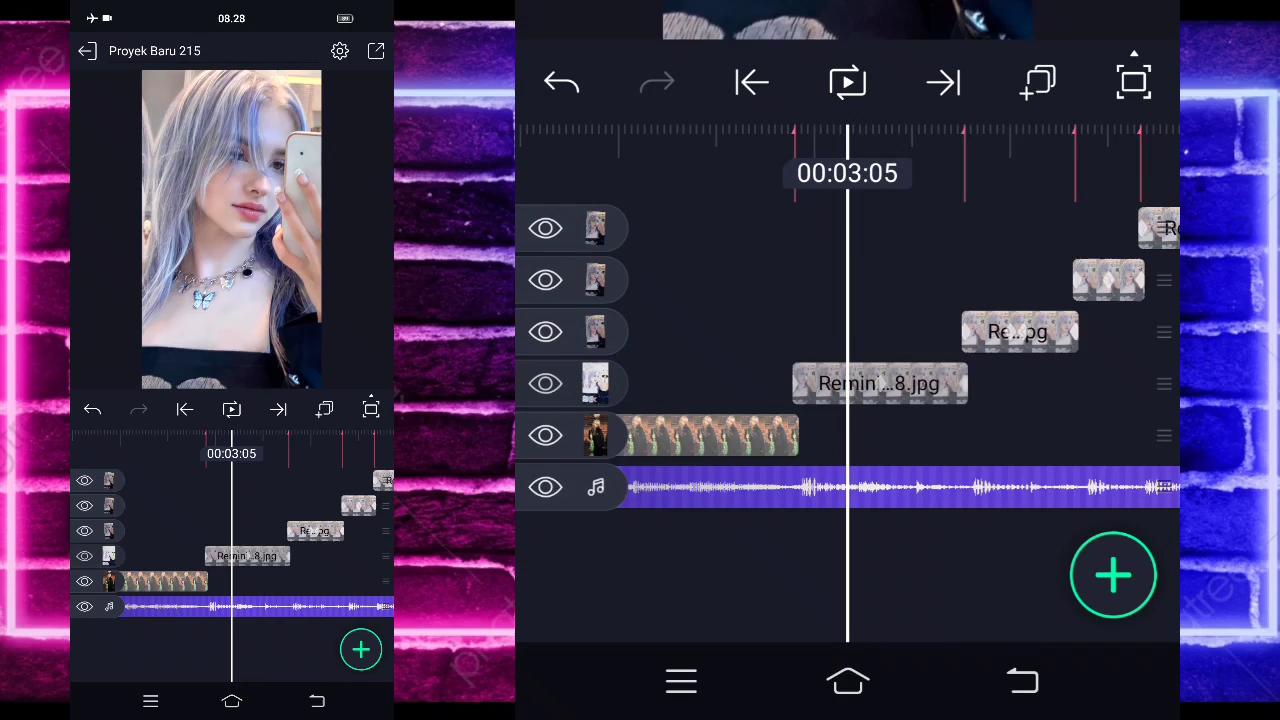 08.28
89
Proyek Baru 215
00:03:05
Re...pg
Remin ...8.jpg
00:03:05
Re...pg
Remin ...8.jpg